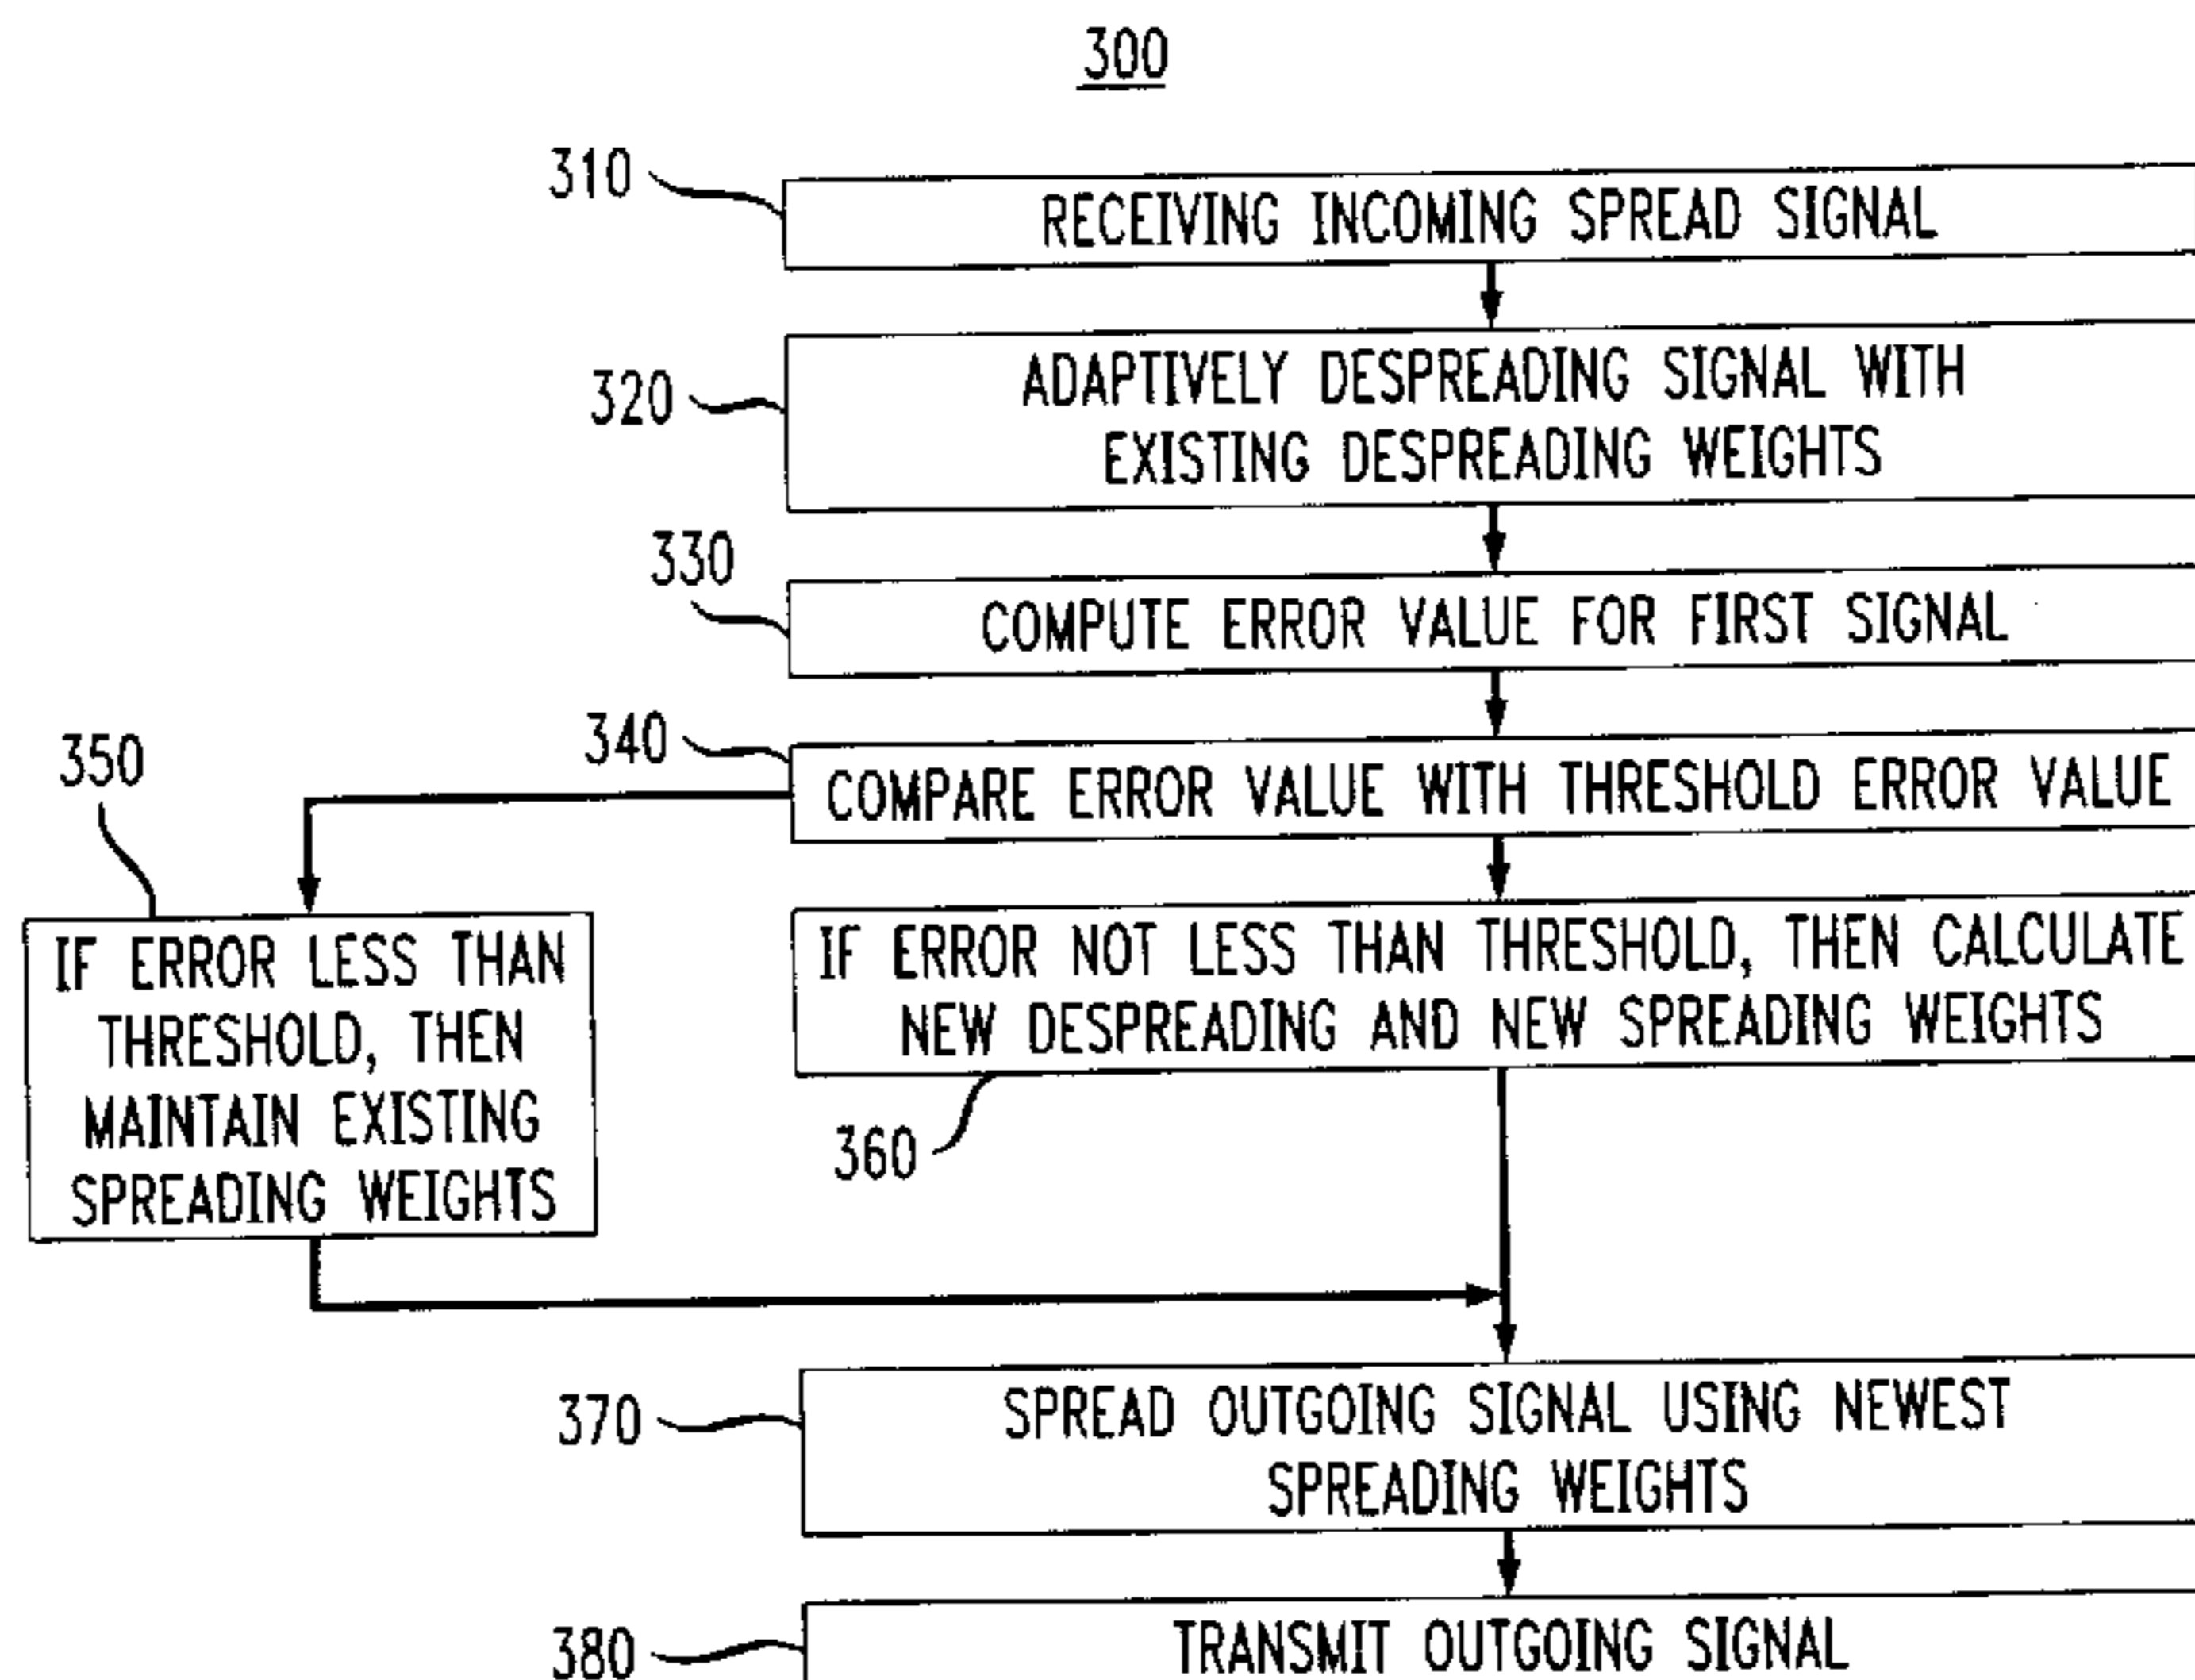 300
310
RECEIVING INCOMING SPREAD SIGNAL
320
ADAPTIVELY DESPREADING SIGNAL WITH
EXISTING DESPREADING WEIGHTS
330
COMPUTE ERROR VALUE FOR FIRST SIGNAL
340
COMPARE ERROR VALUE WITH THRESHOLD ERROR VALUE
350
IF ERROR LESS THAN
THRESHOLD, THEN
MAINTAIN EXISTING
SPREADING WEIGHTS
IF ERROR NOT LESS THAN THRESHOLD, THEN CALCULATE
NEW DESPREADING AND NEW SPREADING WEIGHTS
360
370
SPREAD OUTGOING SIGNAL USING NEWEST
SPREADING WEIGHTS
380
TRANSMIT OUTGOING SIGNAL